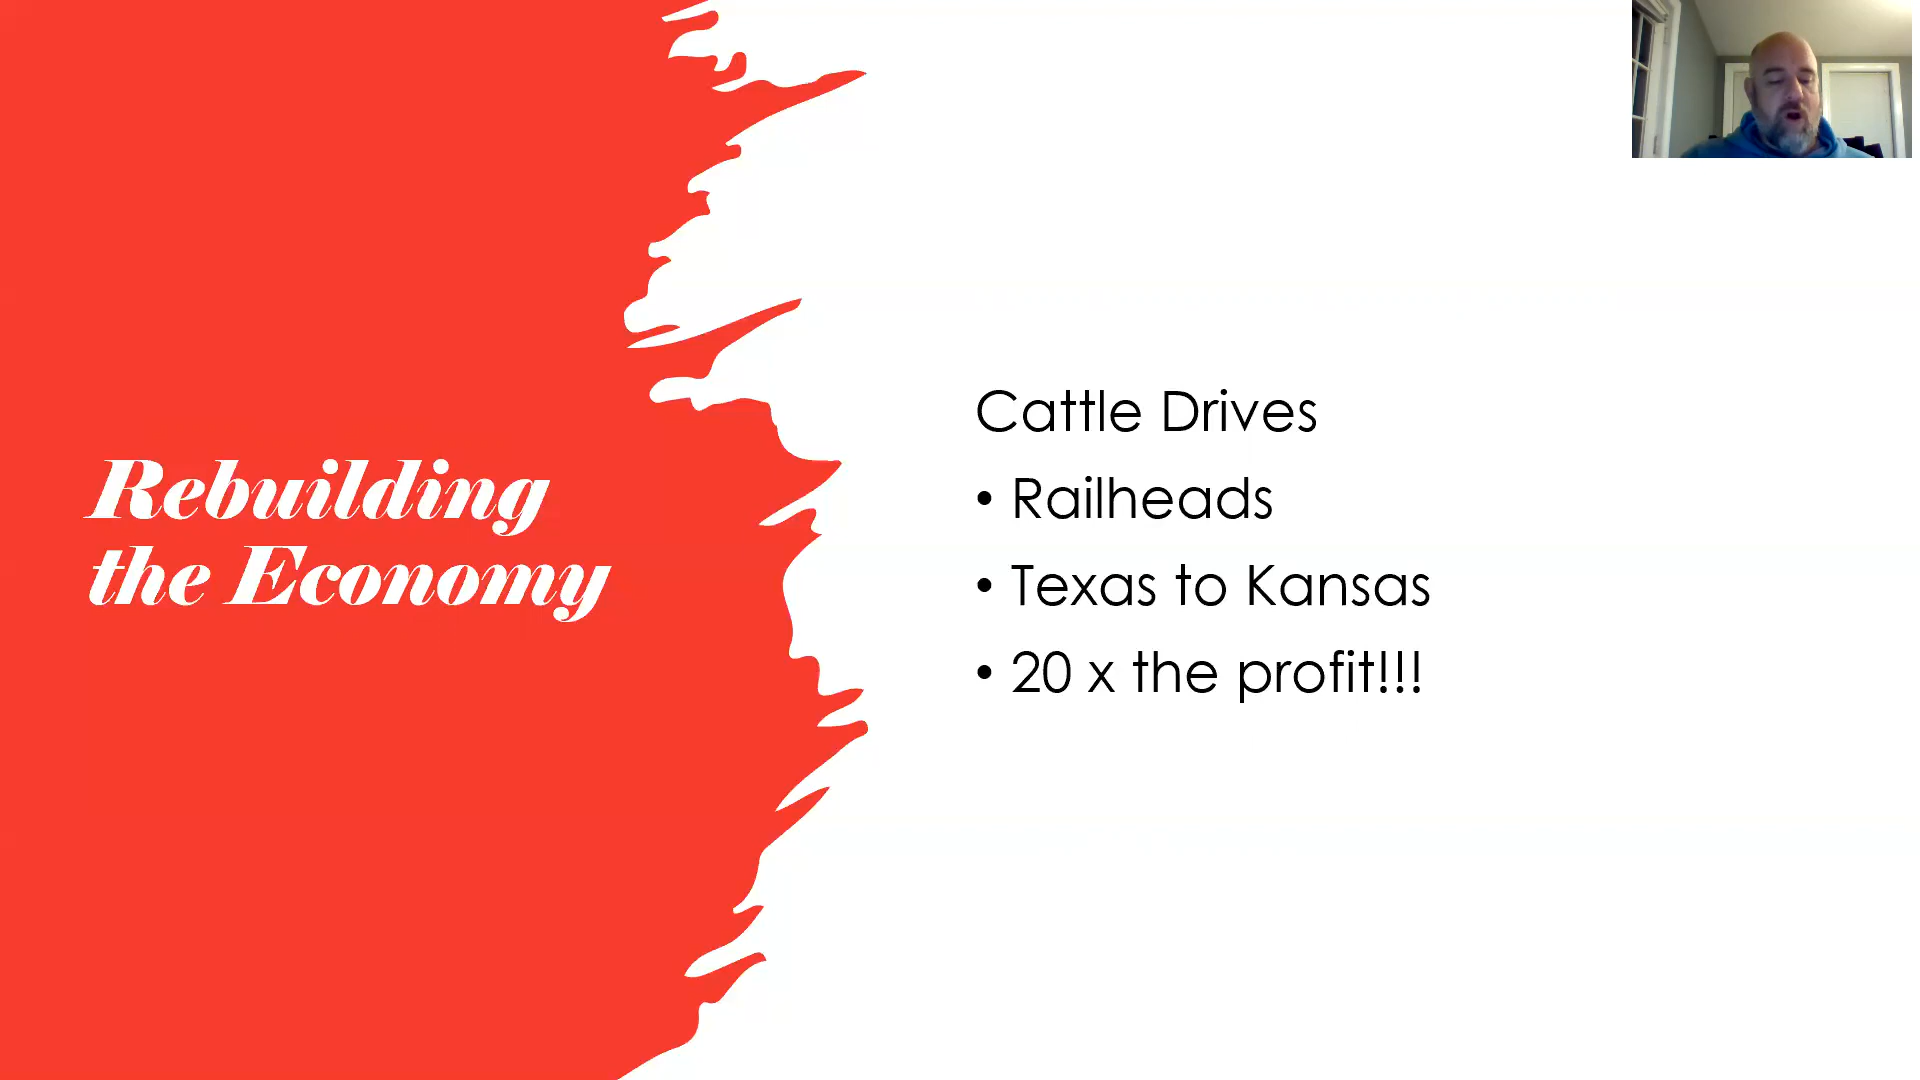 Rebuilding
the Economy
Cattle Drives
• Railheads
• Texas to Kansas
• 20 x the profit!!!